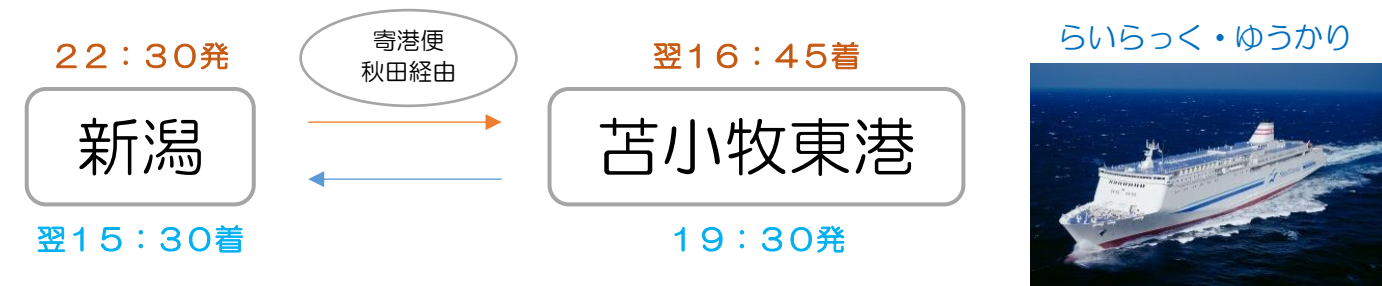 ２２：３０発
寄港便
秋田経由
翌１６：４５着
らいらっく・ゆうかり
新潟
苫小牧東港
翌１５：３０着
１９：３０発